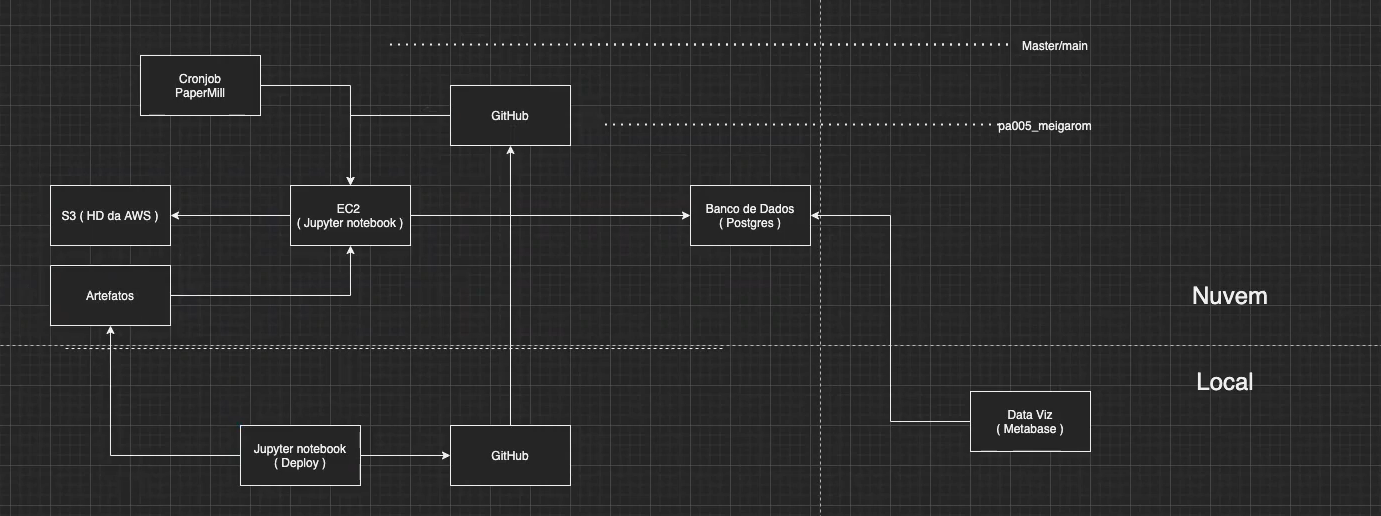 Master/main
Cronjob
PaperMill
GitHub
pa005_meigarom
S3 ( HD da AWS )
EC2
( Jupyter notebook )
Banco de Dados
( Postgres )
Artefatos
Nuvem
Local
Data Viz
( Metabase )
Jupyter notebook
( Deploy )
GitHub